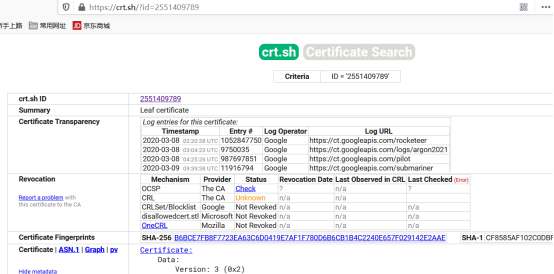 https://crt.sh/?id=2551409789
新手上路 常用网址 JD 京东商城
crt.sh Certificate Search
Criteria ID = '2551409789'
crt.sh ID 2551409789
Summary Leaf certificate
Certificate Transparency Log entries for this certificate:
Timestamp Entry # Log Operator Log URL
2020-03-08 03:20:38 UTC 1052847750 Google https://ct.googleapis.com/rocketeer
2020-03-08 03:04:23 UTC 9750035 Google https://ct.googleapis.com/logs/argon2021
2020-03-08 04:25:26 UTC 987697851 Google https://ct.googleapis.com/pilot
2020-03-09 09:39:38 UTC 11916794 Google https://ct.googleapis.com/submariner
Revocation Mechanism Provider Status Revocation Date Last Observed in CRL Last Checked (Error)
Report a problem with this certificate to the CA
OCSP The CA Check ? n/a ?
CRL The CA Unknown n/a n/a n/a
CRLSet/Blocklist Google Not Revoked n/a n/a n/a
disallowedcert.stl Microsoft Not Revoked n/a n/a n/a
OneCRL Mozilla Not Revoked n/a n/a n/a
Certificate Fingerprints SHA-256 B6BCE7FB8F7723EA63C6D0419E7AF1F780D6B6CB1B4C2240E657F029142E2AAE SHA-1 CF8585AF102C0DBF
Certificate | ASN.1 | Graph | pv Certificate:
Data:
Version: 3 (0x2)
Hide metadata